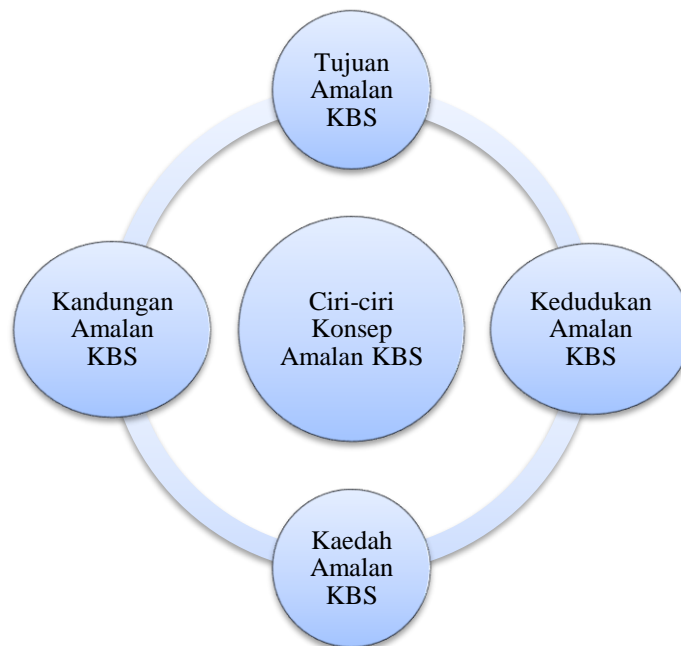 Tujuan
Amalan
KBS
Kandungan
Amalan
KBS
Ciri-ciri
Konsep
Amalan KBS
Kedudukan
Amalan
KBS
Kaedah
Amalan
KBS